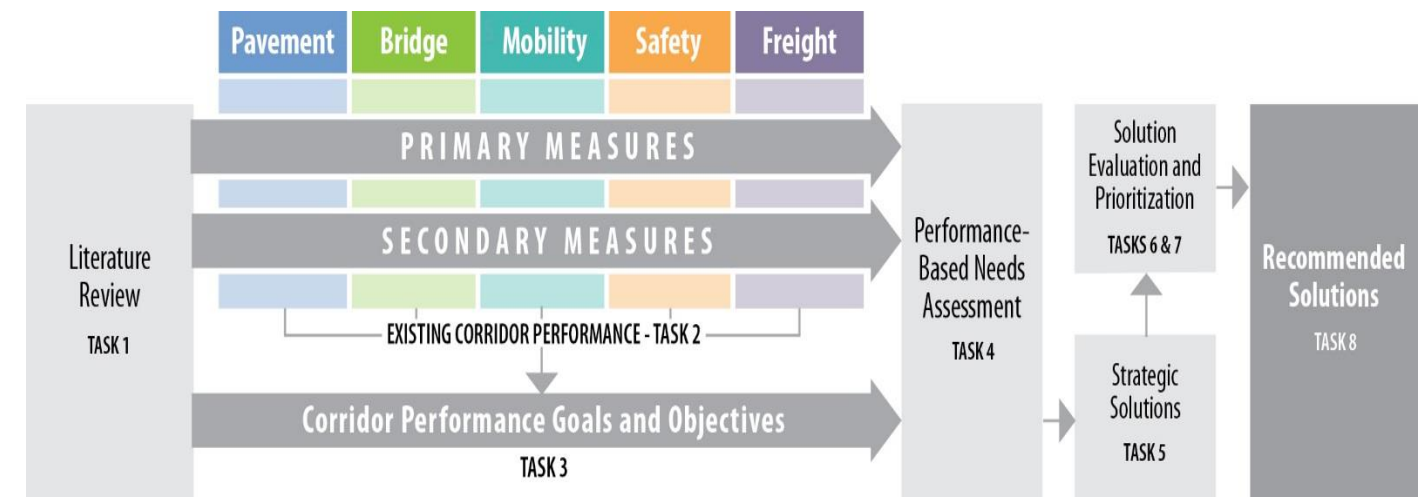 Pavement
Bridge
Mobility
Safety
Freight
PRIMARY MEASURES
SECONDARY MEASURES
Literature
Review
TASK 1
EXISTING CORRIDOR PERFORMANCE - TASK 2
Corridor Performance Goals and Objectives
TASK 3
Performance-
Based Needs
Assessment
TASK 4
Solution
Evaluation and
Prioritization
TASKS 6 & 7
Strategic
Solutions
TASK 5
Recommended
Solutions
TASK 8